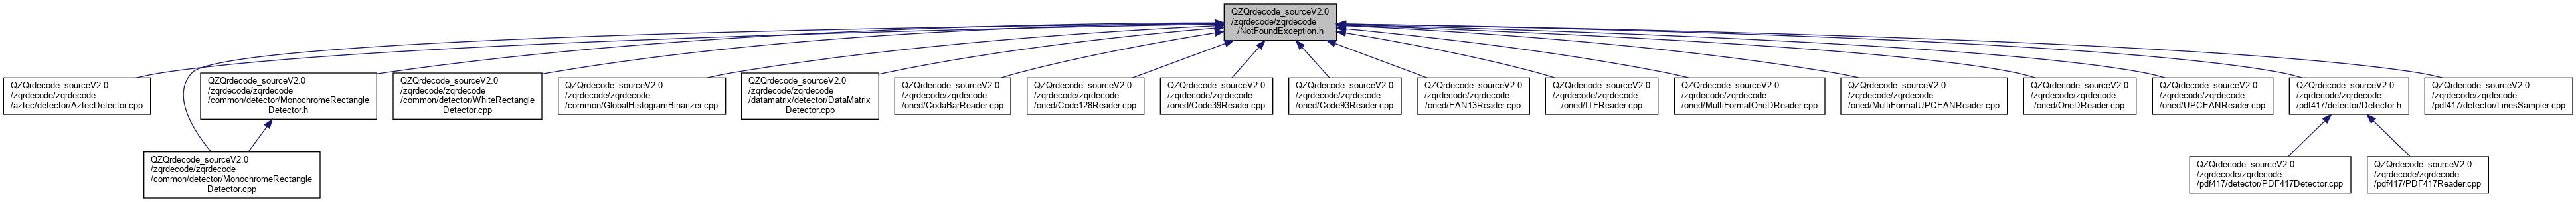 QZQrdecode_sourceV2.0
/zqrdecode/zqrdecode
/NotFoundException.h
QZQrdecode_sourceV2.0
/zqrdecode/zqrdecode
/aztec/detector/AztecDetector.cpp
QZQrdecode_sourceV2.0
/zqrdecode/zqrdecode
/common/detector/MonochromeRectangle
Detector.h
QZQrdecode_sourceV2.0
/zqrdecode/zqrdecode
/common/detector/WhiteRectangle
Detector.cpp
QZQrdecode_sourceV2.0
/zqrdecode/zqrdecode
/common/GlobalHistogramBinarizer.cpp
QZQrdecode_sourceV2.0
/zqrdecode/zqrdecode
/datamatrix/detector/DataMatrix
Detector.cpp
QZQrdecode_sourceV2.0
/zqrdecode/zqrdecode
/oned/CodaBarReader.cpp
QZQrdecode_sourceV2.0
/zqrdecode/zqrdecode
/oned/Code128Reader.cpp
QZQrdecode_sourceV2.0
/zqrdecode/zqrdecode
/oned/Code39Reader.cpp
QZQrdecode_sourceV2.0
/zqrdecode/zqrdecode
/oned/Code93Reader.cpp
QZQrdecode_sourceV2.0
/zqrdecode/zqrdecode
/oned/EAN13Reader.cpp
QZQrdecode_sourceV2.0
/zqrdecode/zqrdecode
/oned/ITFReader.cpp
QZQrdecode_sourceV2.0
/zqrdecode/zqrdecode
/oned/MultiFormatOneDReader.cpp
QZQrdecode_sourceV2.0
/zqrdecode/zqrdecode
/oned/MultiFormatUPCEANReader.cpp
QZQrdecode_sourceV2.0
/zqrdecode/zqrdecode
/oned/OneDReader.cpp
QZQrdecode_sourceV2.0
/zqrdecode/zqrdecode
/oned/UPCEANReader.cpp
QZQrdecode_sourceV2.0
/zqrdecode/zqrdecode
/pdf417/detector/Detector.h
QZQrdecode_sourceV2.0
/zqrdecode/zqrdecode
/pdf417/detector/LinesSampler.cpp
QZQrdecode_sourceV2.0
/zqrdecode/zqrdecode
/common/detector/MonochromeRectangle
Detector.cpp
QZQrdecode_sourceV2.0
/zqrdecode/zqrdecode
/pdf417/detector/PDF417Detector.cpp
QZQrdecode_sourceV2.0
/zqrdecode/zqrdecode
/pdf417/PDF417Reader.cpp